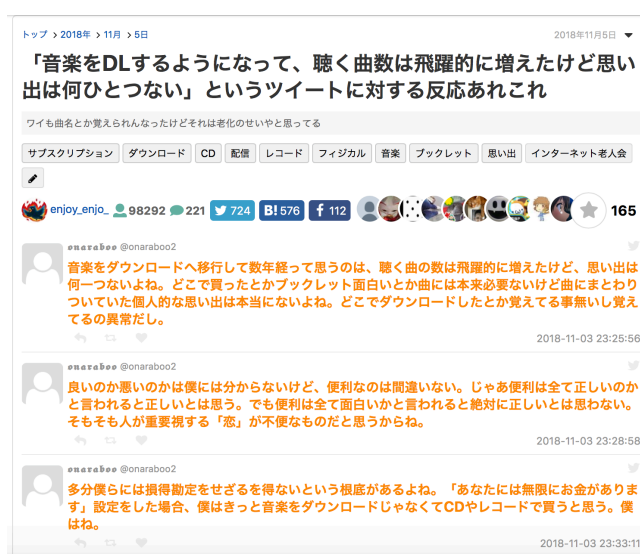 トップ > 2018年 > 11月 > 5日
2018年11月5日
「音楽をDLするようになって、聴く曲数は飛躍的に増えたけど思い
出は何ひとつない」というツイートに対する反応あれこれ
ワイも曲名とか覚えられんなったけどそれは老化のせいやと思ってる
サブスクリプション ダウンロード CD 配信 レコード フィジカル 音楽 ブックレット 思い出 インターネット老人会
enjoy_enjo_ 98292 221 724 B! 576 f 112 165
onaraboo @onaraboo2
音楽をダウンロードへ移行して数年経って思うのは、聴く曲の数は飛躍的に増えたけど、思い出は
何一つないよね。どこで買ったとかブックレット面白いとか曲には本来必要ないけど曲にまとわり
ついていた個人的な思い出は本当にないよね。どこでダウンロードしたとか覚えてる事無いし覚え
てるの異常だし。
2018-11-03 23:25:56
onaraboo @onaraboo2
良いのか悪いのかは僕には分からないけど、便利なのは間違いない。じゃあ便利は全て正しいのか
と言われると正しいとは思う。でも便利は全て面白いかと言われると絶対に正しいとは思わない。
そもそも人が重要視する「恋」が不便なものだと思うからね。
2018-11-03 23:28:58
onaraboo @onaraboo2
多分僕らには損得勘定をせざるを得ないという根底があるよね。「あなたには無限にお金がありま
す」設定をした場合、僕はきっと音楽をダウンロードじゃなくてCDやレコードで買うと思う。僕
はね。
2018-11-03 23:33:11